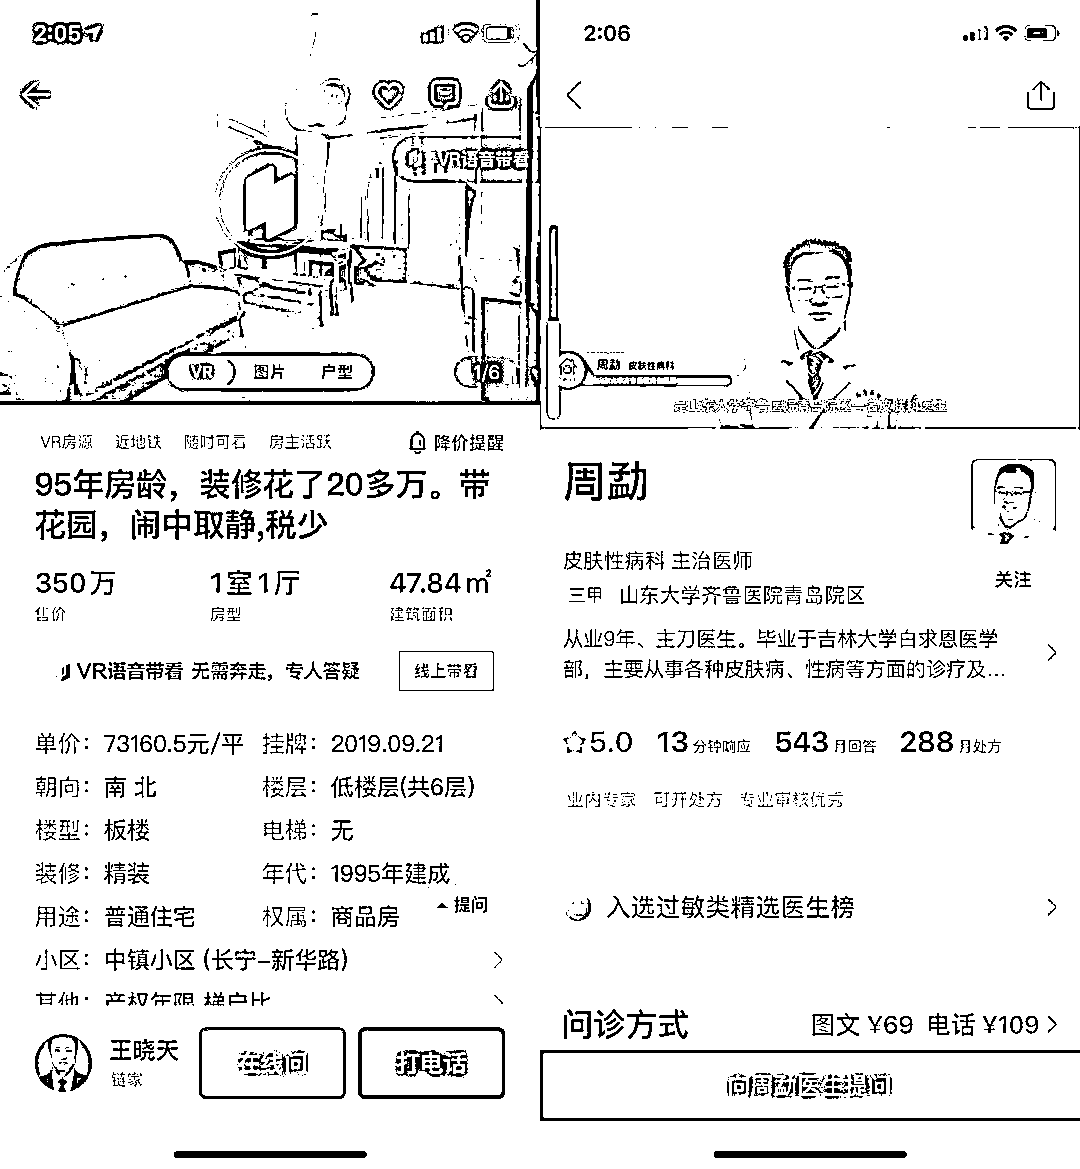 2:05
VR语音带看
VR 图片 户型
1/6
VR房源 近地铁 随时可看 房主活跃 降价提醒
95年房龄，装修花了20多万。带
花园，闹中取静,税少
350万 1室1厅 47.84㎡
售价 房型 建筑面积
VR语音带看 无需奔走，专人答疑 线上带看
单价：73160.5元/平 挂牌：2019.09.21
朝向：南 北 楼层：低楼层(共6层)
楼型：板楼 电梯：无
装修：精装 年代：1995年建成
用途：普通住宅 权属：商品房 提问
小区：中镇小区 (长宁–新华路)
其他：产权年限 梯户比
王晓天
链家
在线问 打电话
2:06
周勐 皮肤性病科
周勐
皮肤性病科 主治医师
关注
三甲 山东大学齐鲁医院青岛院区
从业9年、主刀医生。毕业于吉林大学白求恩医学
部，主要从事各种皮肤病、性病等方面的诊疗及...
5.0 13分钟响应 543月回答 288月处方
业内专家 可开处方 专业审核优秀
入选过敏类精选医生榜
问诊方式 图文 ¥69 电话 ¥109
向周勐医生提问